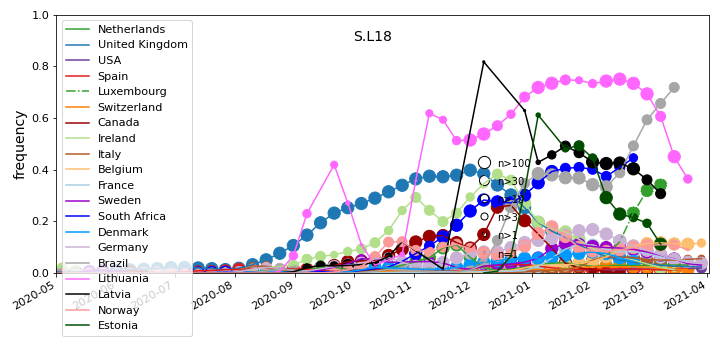 S.L18
frequency
1.0
0.8
0.6
0.4
0.2
0.0
Netherlands
United Kingdom
USA
Spain
Luxembourg
Switzerland
Canada
Ireland
Italy
Belgium
France
Sweden
South Africa
Denmark
Germany
Brazil
Lithuania
Latvia
Norway
Estonia
n>100
n>30
n>3
n>1
n=1
2020-05
2020-07
2020-08
2020-09
2020-10
2020-11
2020-12
2021-01
2021-02
2021-03
2021-04